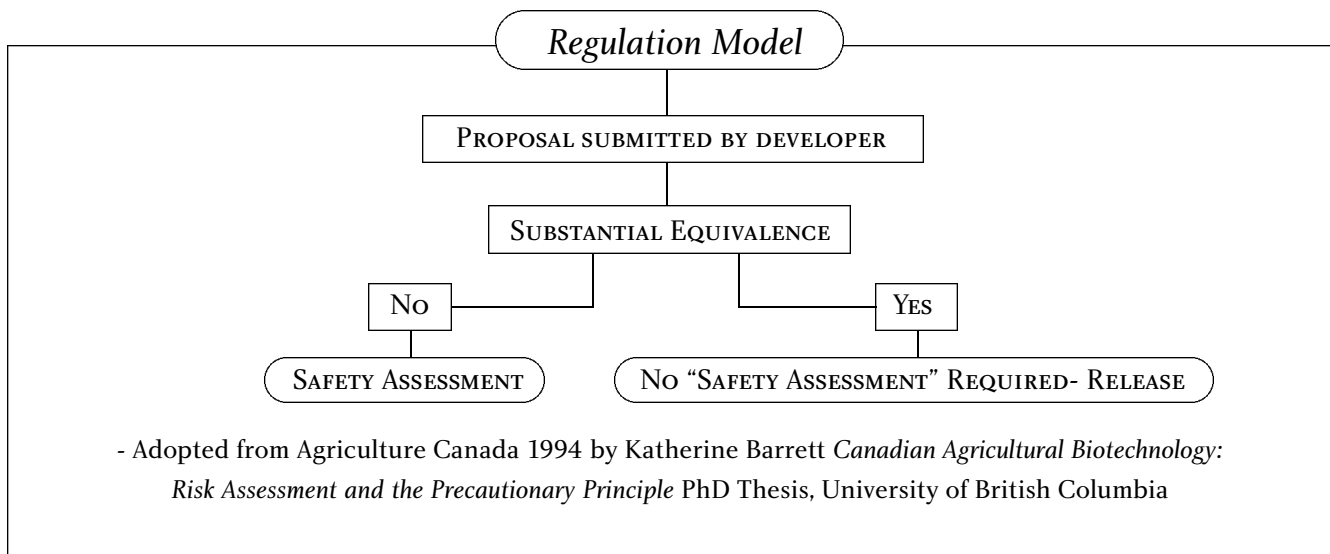 Regulation Model
Proposal submitted by developer
Substantial Equivalence
No
Yes
Safety Assessment
No “Safety Assessment” Required- Release
- Adopted from Agriculture Canada 1994 by Katherine Barrett Canadian Agricultural Biotechnology:
Risk Assessment and the Precautionary Principle PhD Thesis, University of British Columbia